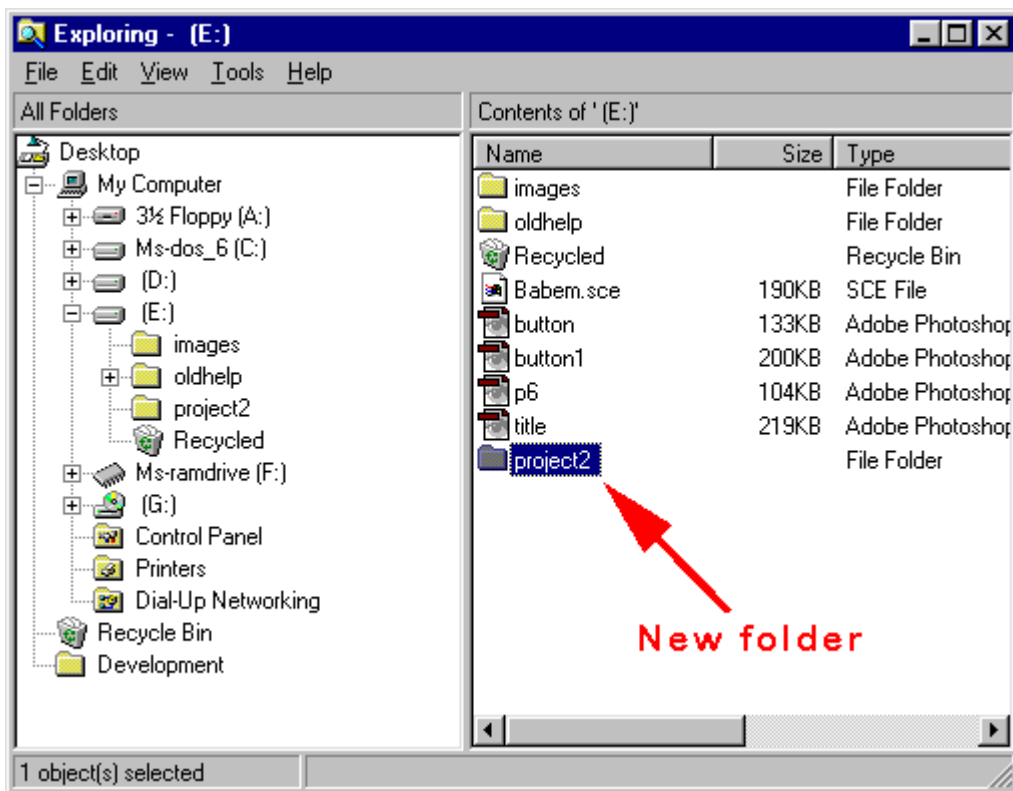 Exploring - (E:)
File Edit View Tools Help
All Folders
Desktop
My Computer
3½ Floppy (A:)
Ms-dos_6 (C:)
(D:)
(E:)
images
oldhelp
project2
Recycled
Ms-ramdrive (F:)
(G:)
Control Panel
Printers
Dial-Up Networking
Recycle Bin
Development
Contents of ' (E:)'
Name Size Type
images File Folder
oldhelp File Folder
Recycled Recycle Bin
Babem.sce 190KB SCE File
button 133KB Adobe Photoshop
button1 200KB Adobe Photoshop
p6 104KB Adobe Photoshop
title 219KB Adobe Photoshop
project2 File Folder
New folder
1 object(s) selected